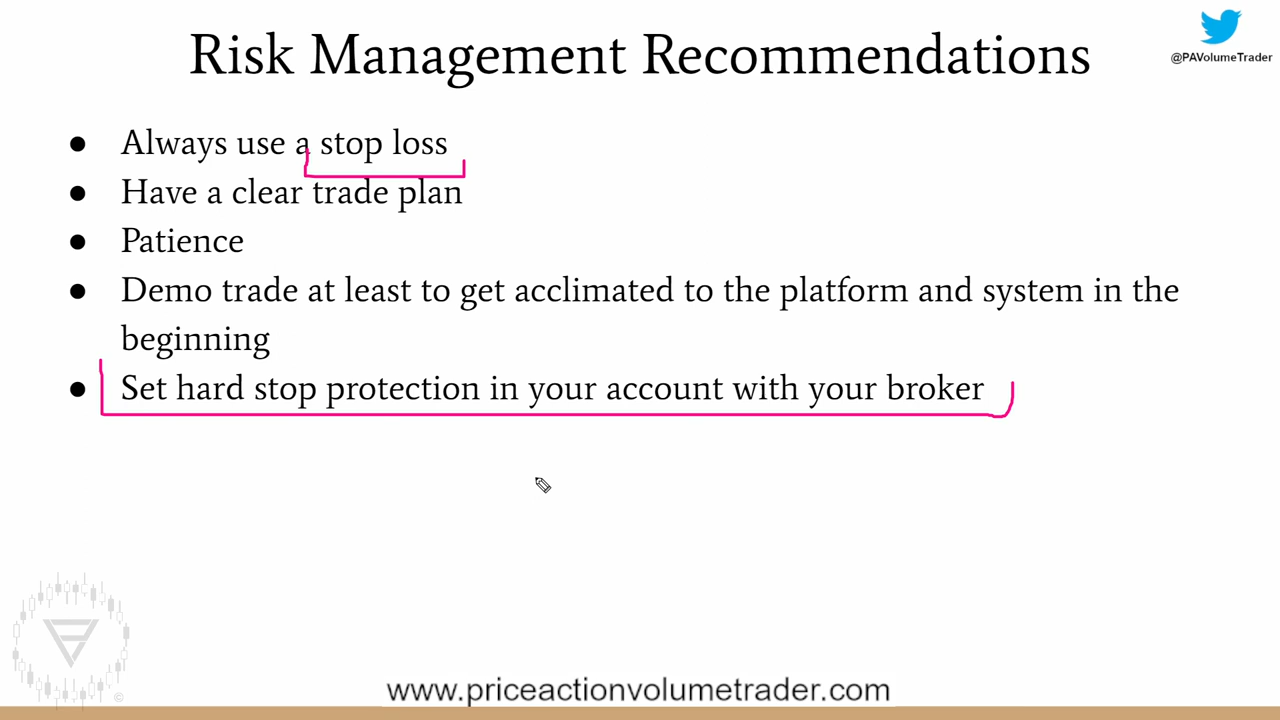 Risk Management Recommendations
@PAVolumeTrader
● Always use a stop loss
● Have a clear trade plan
● Patience
● Demo trade at least to get acclimated to the platform and system in the
beginning
● Set hard stop protection in your account with your broker
©
www.priceactionvolumetrader.com